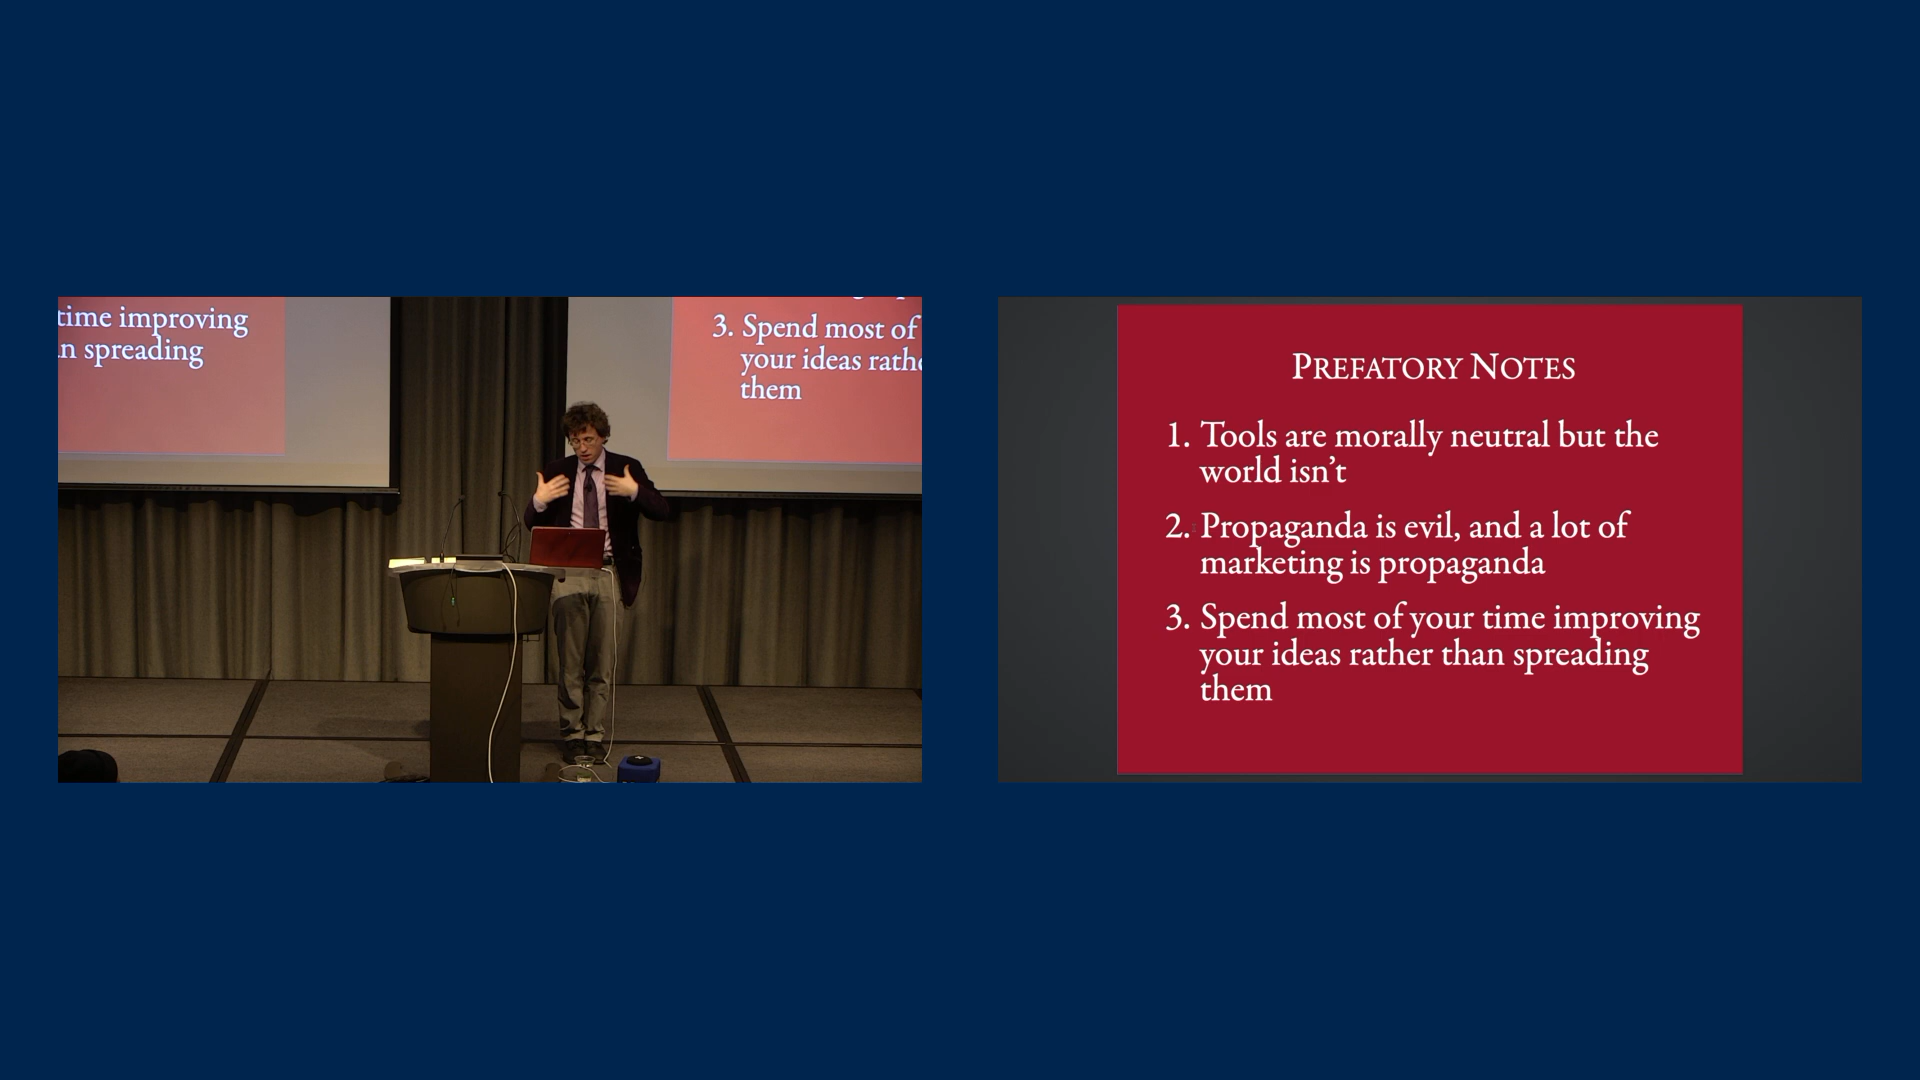 time improving
n spreading
3. Spend most of
your ideas rath
them
PREFATORY NOTES
1. Tools are morally neutral but the
world isn't
2. Propaganda is evil, and a lot of
marketing is propaganda
3. Spend most of your time improving
your ideas rather than spreading
them